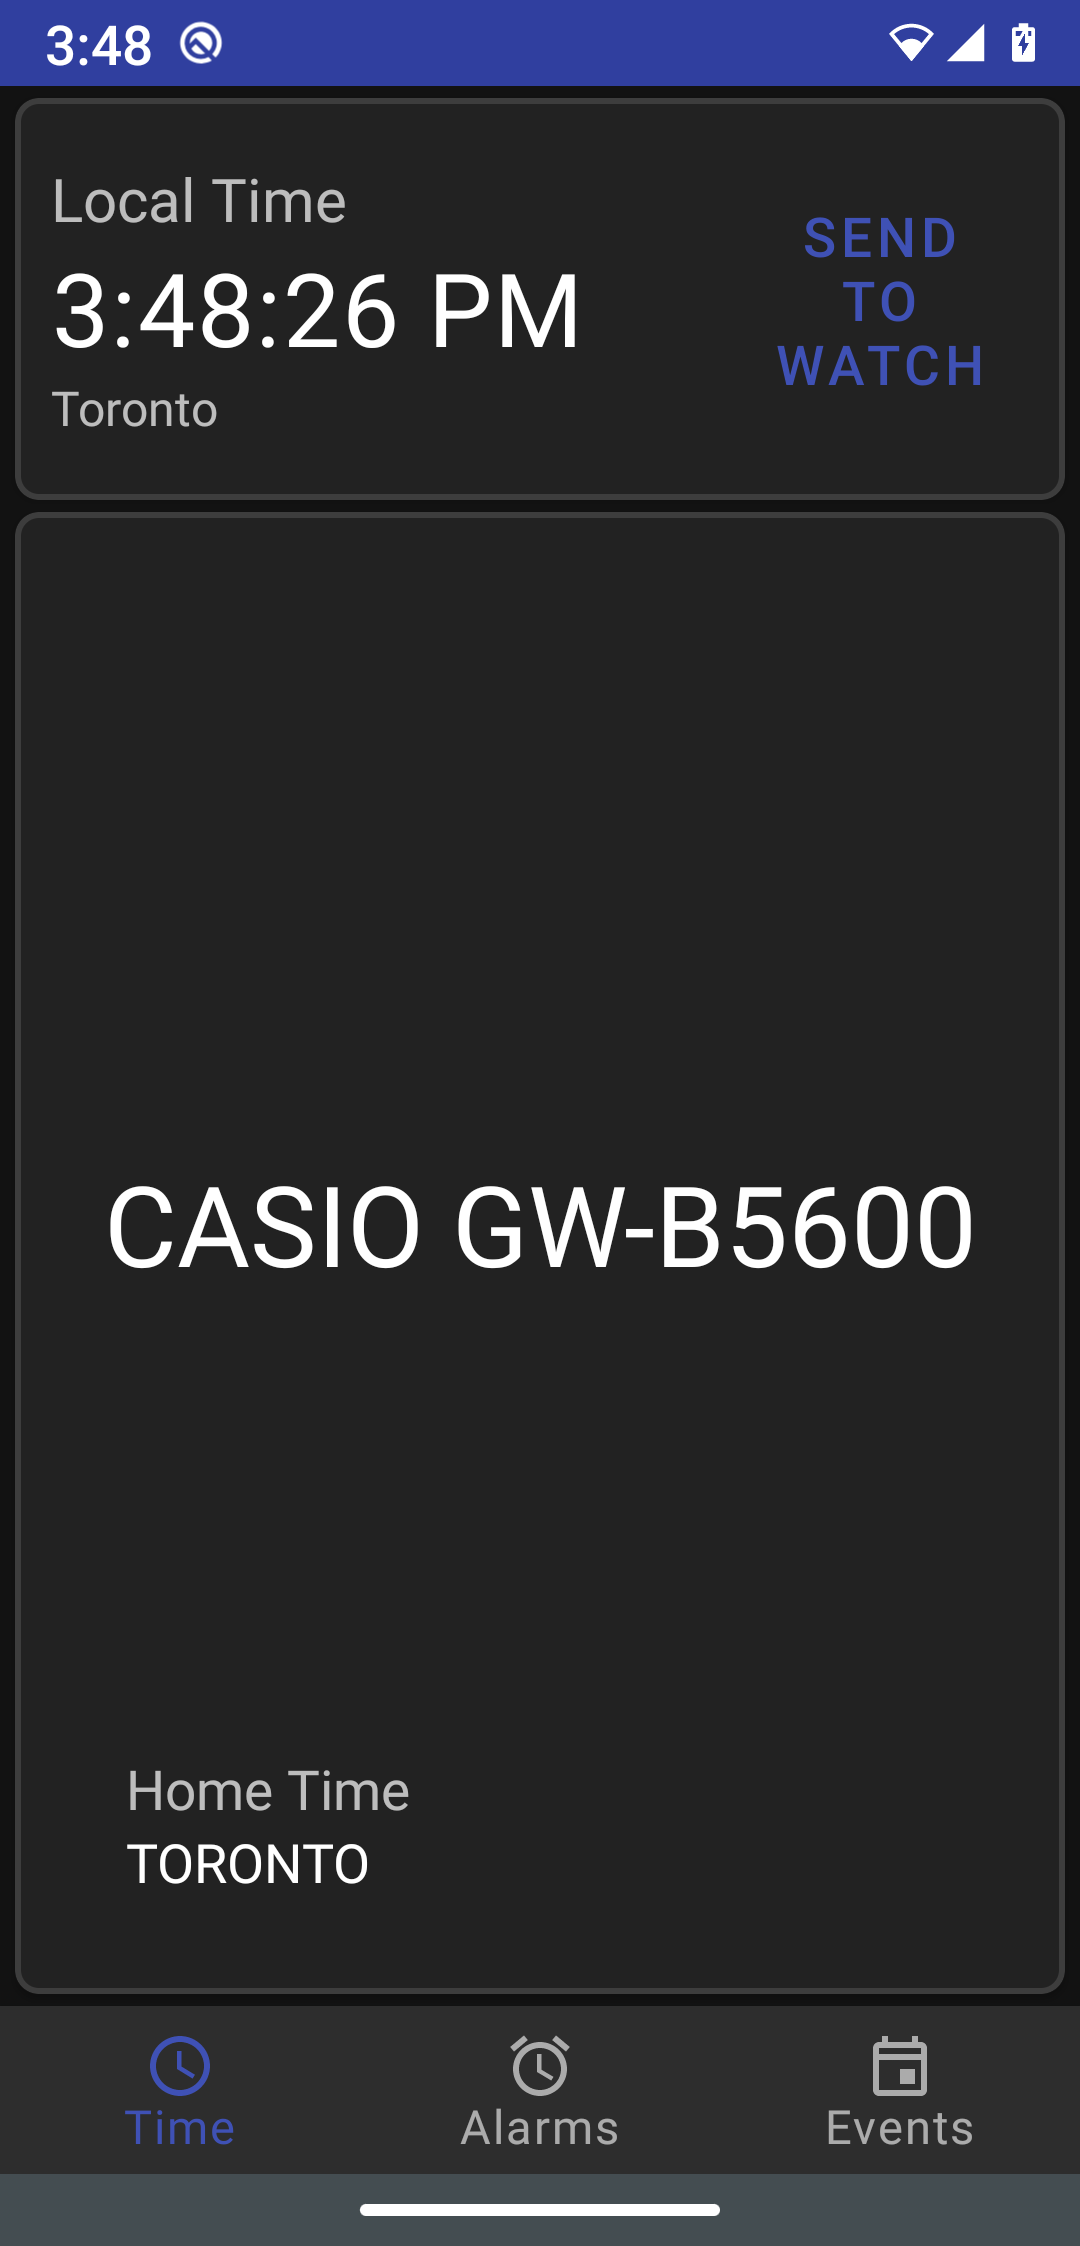 3:48
Local Time
3:48:26 PM
Toronto
SEND
TO
WATCH
CASIO GW-B5600
Home Time
TORONTO
Time
Alarms
Events